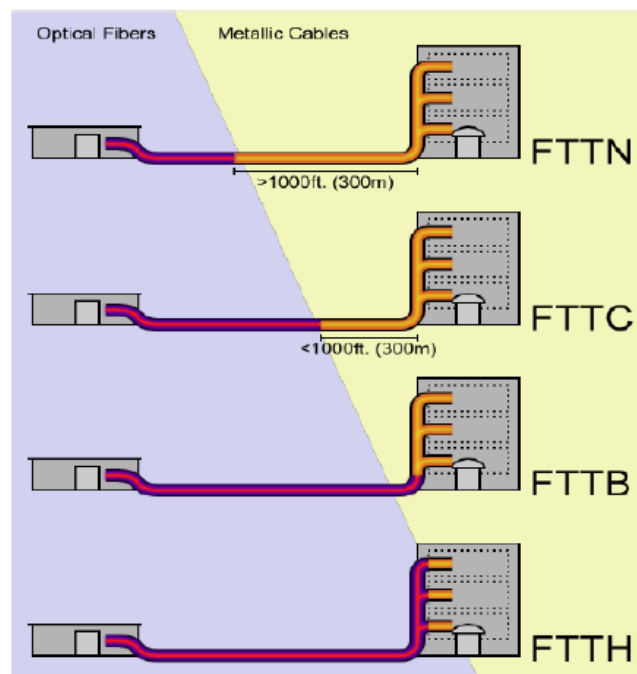 Optical Fibers
Metallic Cables
FTTN
>1000ft. (300m)
FTTC
<1000ft. (300m)
FTTB
FTTH